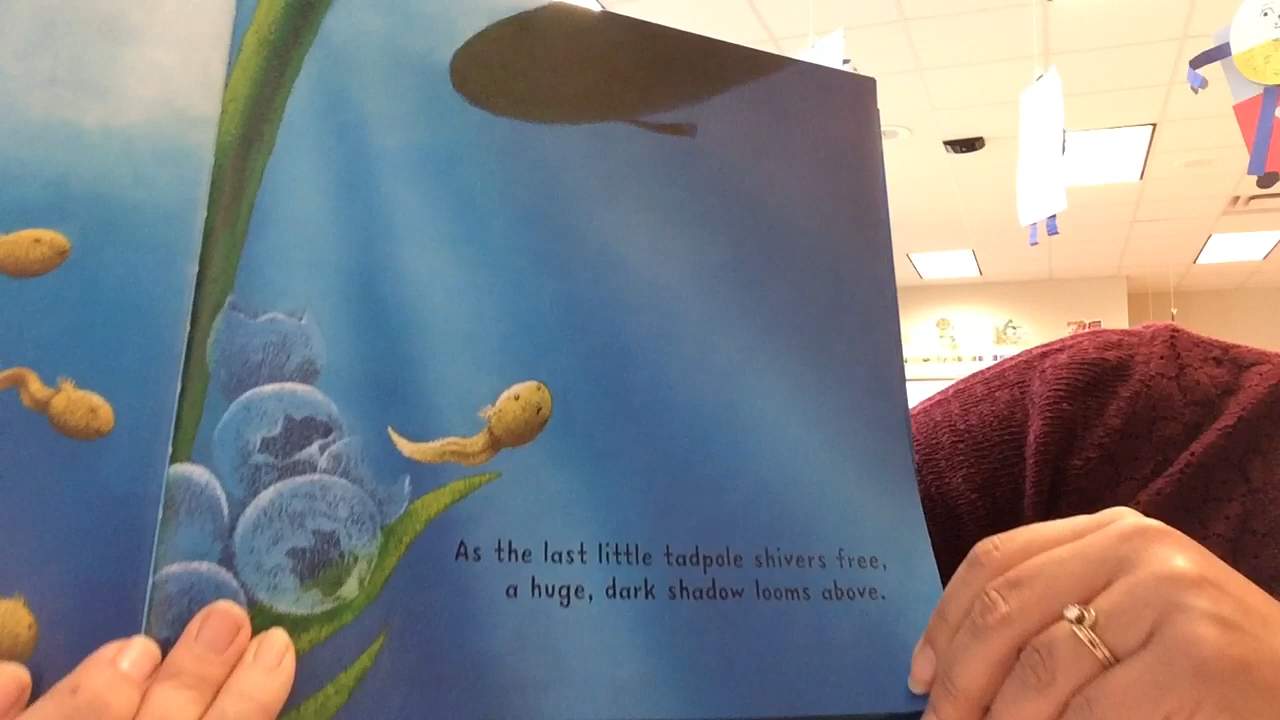 As the last little tadpole shivers free,
a huge, dark shadow looms above.